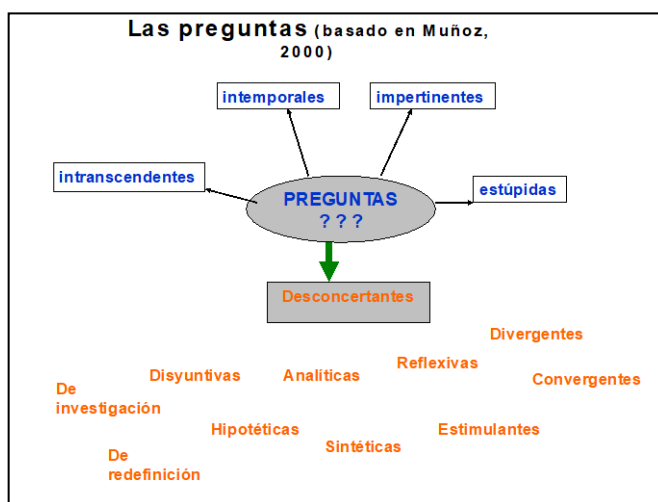 Las preguntas (basado en Muñoz,
2000)
intemporales
impertinentes
intranscendentes
estúpidas
PREGUNTAS
? ? ?
Desconcertantes
Divergentes
Reflexivas
Disyuntivas
Analíticas
Convergentes
De
investigación
Hipotéticas
Estimulantes
Sintéticas
De
redefinición